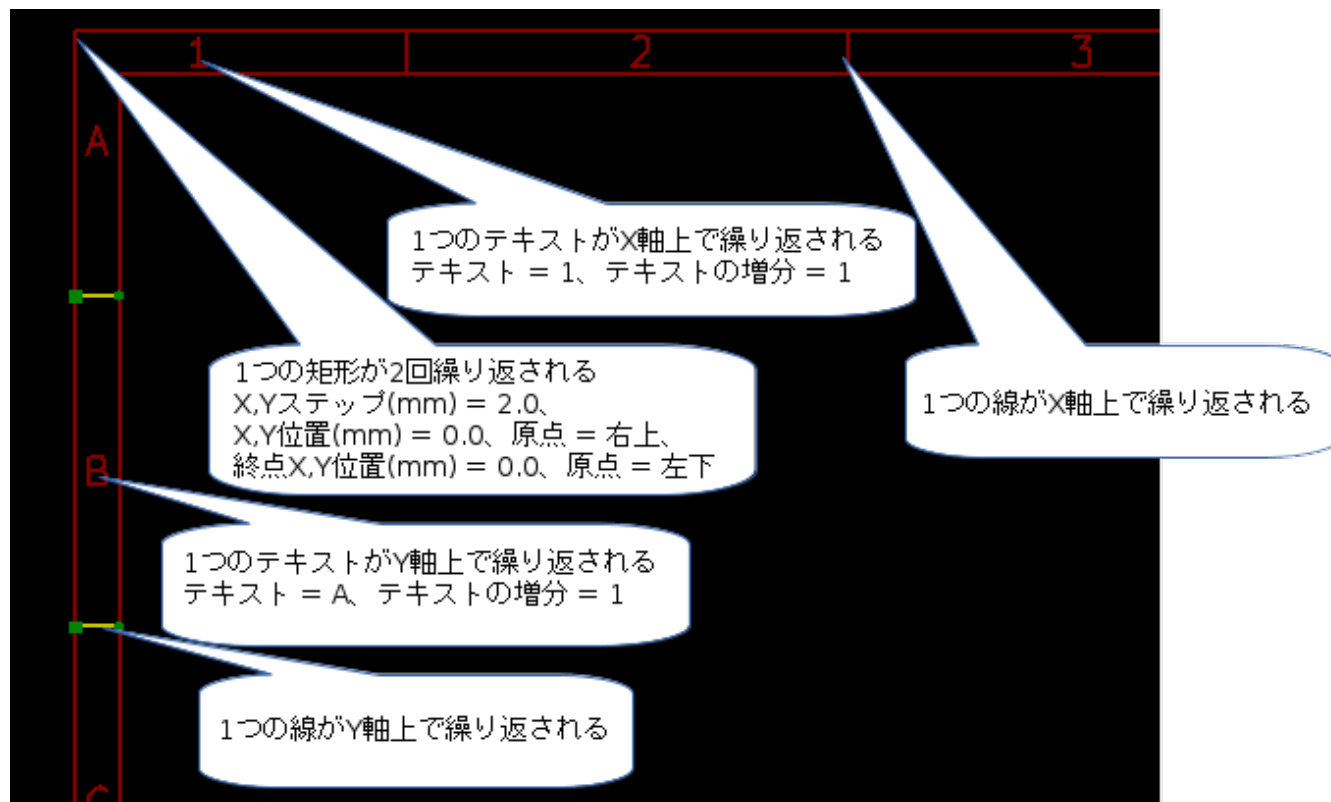 1 2 3
A
1つのテキストがX軸上で繰り返される
テキスト = 1、テキストの増分 = 1
1つの矩形が2回繰り返される
X,Yステップ(mm) = 2.0、
X,Y位置(mm) = 0.0、原点 = 右上、
終点X,Y位置(mm) = 0.0、原点 = 左下
1つの線がX軸上で繰り返される
B
1つのテキストがY軸上で繰り返される
テキスト = A、テキストの増分 = 1
1つの線がY軸上で繰り返される
C